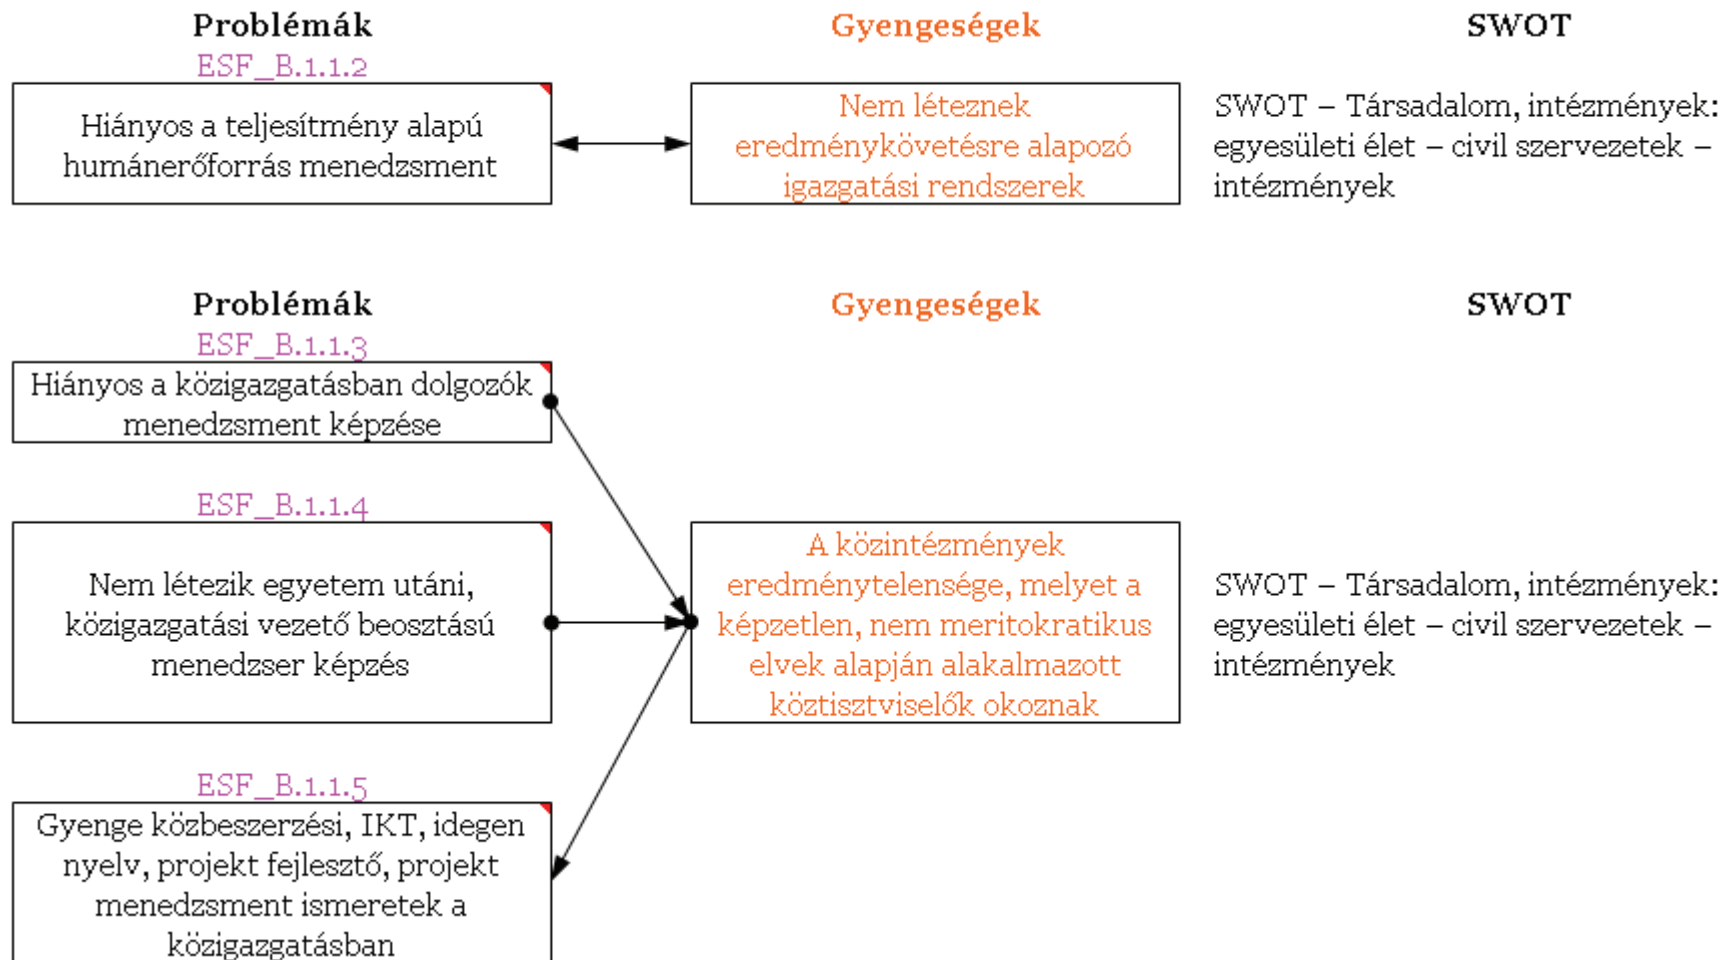 Problémák
Gyengeségek
SWOT
ESF_B.1.1.2
Hiányos a teljesítmény alapú
humánerőforrás menedzsment
Nem léteznek
eredménykövetésre alapozó
igazgatási rendszerek
SWOT – Társadalom, intézmények:
egyesületi élet – civil szervezetek –
intézmények
Problémák
Gyengeségek
SWOT
ESF_B.1.1.3
Hiányos a közigazgatásban dolgozók
menedzsment képzése
ESF_B.1.1.4
Nem létezik egyetem utáni,
közigazgatási vezető beosztású
menedzser képzés
A közintézmények
eredménytelensége, melyet a
képzetlen, nem meritokratikus
elvek alapján alakalmazott
köztisztviselők okoznak
SWOT – Társadalom, intézmények:
egyesületi élet – civil szervezetek –
intézmények
ESF_B.1.1.5
Gyenge közbeszerzési, IKT, idegen
nyelv, projekt fejlesztő, projekt
menedzsment ismeretek a
közigazgatásban